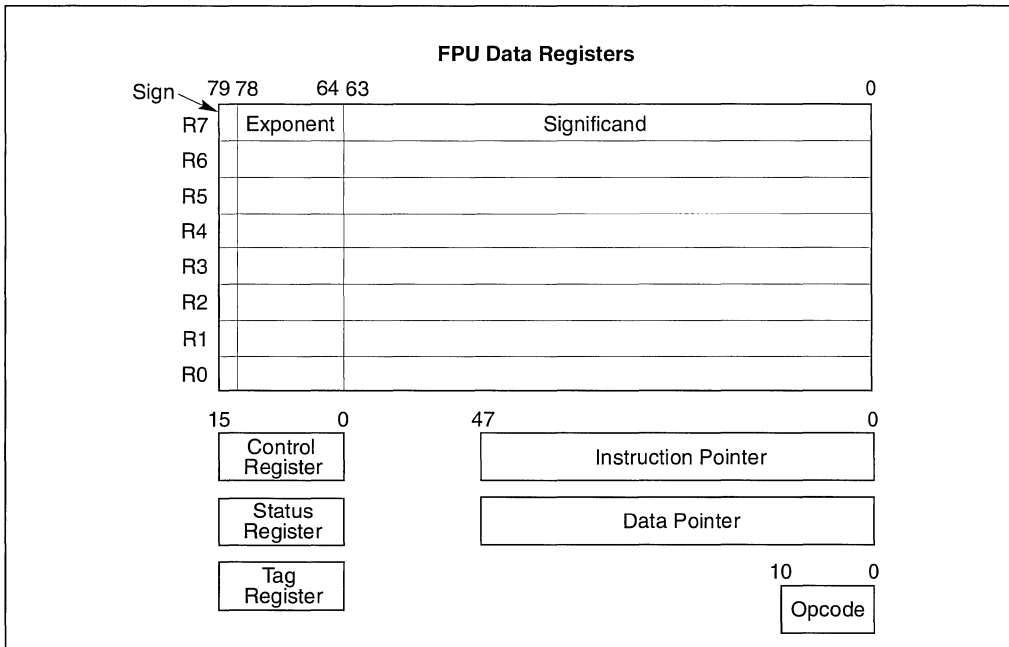 FPU Data Registers
Sign 79 78 64 63 0
R7 Exponent Significand
R6
R5
R4
R3
R2
R1
R0
15 0 47 0
Control Register Instruction Pointer
Status Register Data Pointer
Tag Register
10 0
Opcode